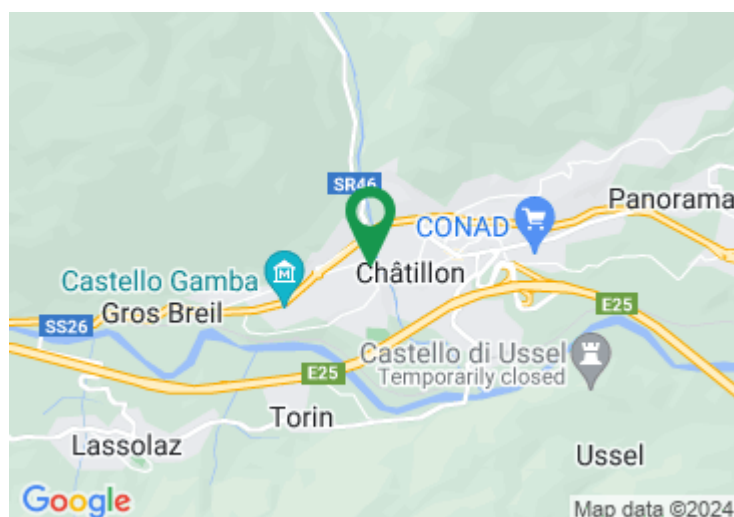 SR46
Panorama
CONAD
Castello Gamba
Châtillon
Gros Breil
E25
SS26
Castello di Ussel
Temporarily closed
E25
Torin
Lassolaz
Ussel
Google
Map data ©2024